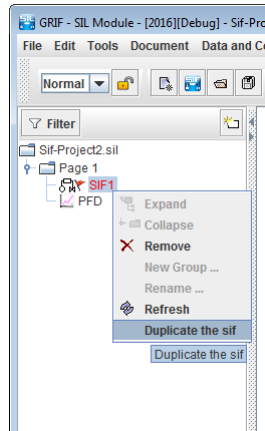 GRIF - SIL Module - [2016][Debug] - Sif-Pro
File Edit Tools Document Data and C
Normal
Filter
Sif-Project2.sil
Page 1
SIF1
PFD
Expand
Collapse
Remove
New Group ...
Rename ...
Refresh
Duplicate the sif
Duplicate the sif